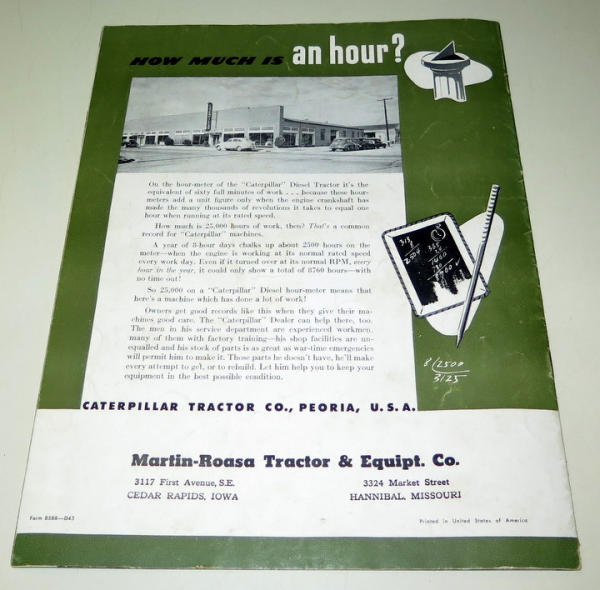 HOW MUCH IS an hour?
On the hour-meter of the "Caterpillar" Diesel Tractor it's the
equivalent of sixty full minutes of work . . . because those hour-
meters add a unit figure only when the engine crankshaft has
made the many thousands of revolutions it takes to equal one
hour when running at its rated speed.
How much is 25,000 hours of work, then? That's a common
record for "Caterpillar" machines.
A year of 8-hour days chalks up about 2500 hours on the
meter—when the engine is working at its normal rated speed
every work day. Even if it turned over at its normal RPM, every
hour in the year, it could only show a total of 8760 hours—with
no time out!
So 25,000 on a "Caterpillar" Diesel hour-meter means that
here's a machine which has done a lot of work!
Owners get good records like this when they give their ma-
chines good care. The "Caterpillar" Dealer can help there, too.
The men in his service department are experienced workmen,
many of them with factory training—his shop facilities are un-
equalled and his stock of parts is as great as war-time emergencies
will permit him to make it. Those parts he doesn't have, he'll make
every attempt to get, or to rebuild. Let him help you to keep your
equipment in the best possible condition.
313
8
2504
8/2500
3125
CATERPILLAR TRACTOR CO., PEORIA, U.S.A.
Martin-Roasa Tractor & Equipt. Co.
3117 First Avenue, S.E.
CEDAR RAPIDS, IOWA
3324 Market Street
HANNIBAL, MISSOURI
Form 8088—D43
Printed in United States of America